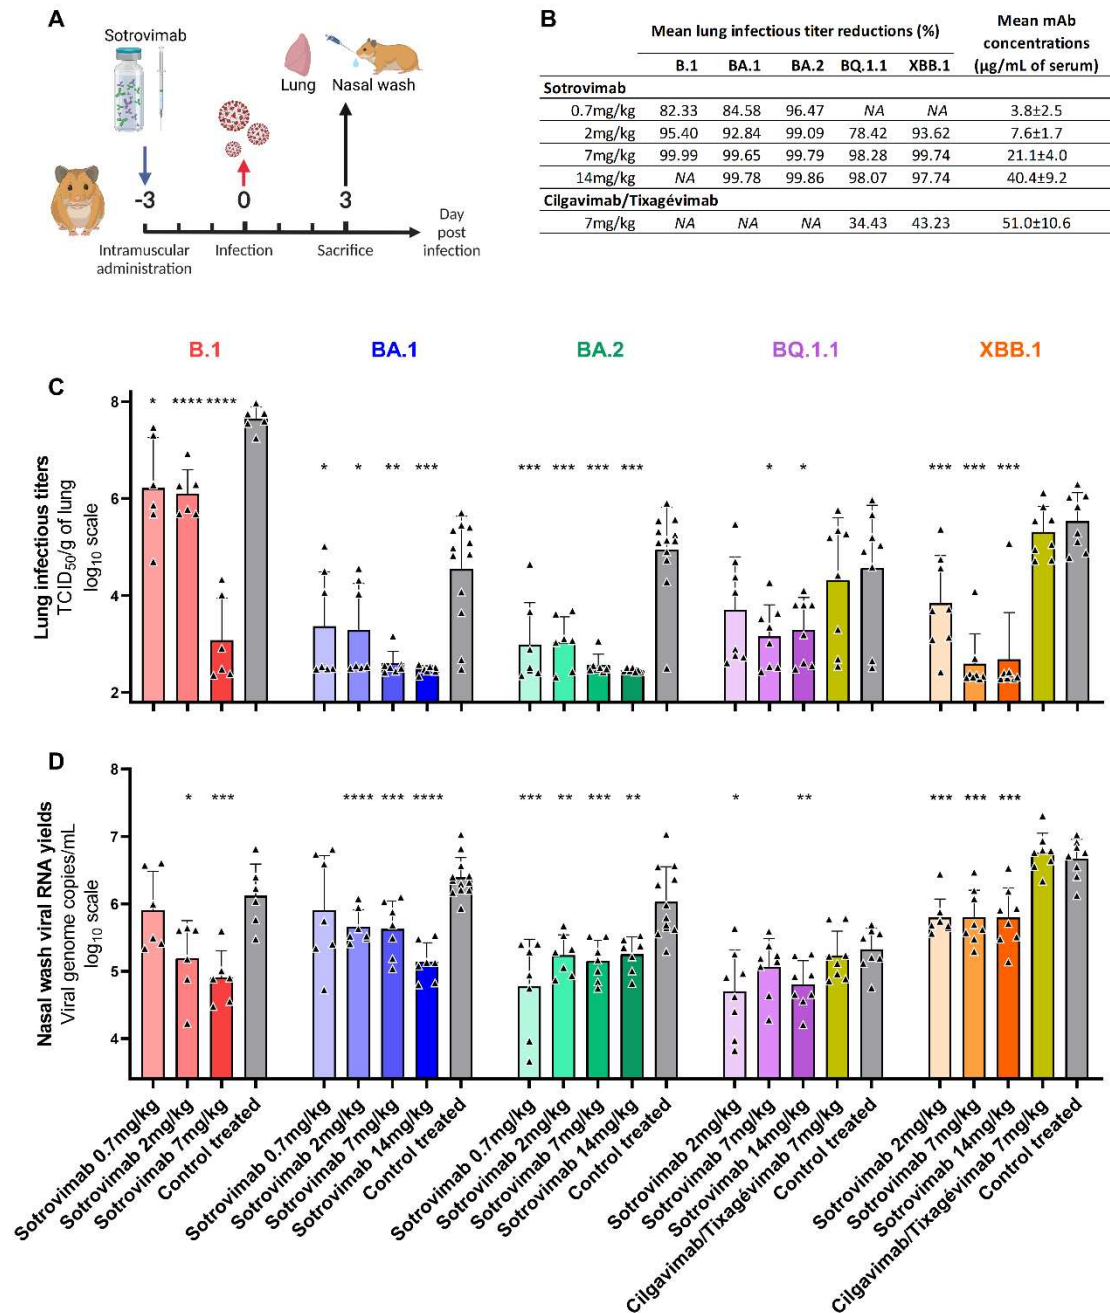 A
Sotrovimab
Lung Nasal wash
-3 0 3
Day post infection
Intramuscular administration
Infection
Sacrifice
B
Mean lung infectious titer reductions (%)
Mean mAb concentrations (µg/mL of serum)
B.1 BA.1 BA.2 BQ.1.1 XBB.1
Sotrovimab
0.7mg/kg 82.33 84.58 96.47 NA NA 3.8±2.5
2mg/kg 95.40 92.84 99.09 78.42 93.62 7.6±1.7
7mg/kg 99.99 99.65 99.79 98.28 99.74 21.1±4.0
14mg/kg NA 99.78 99.86 98.07 97.74 40.4±9.2
Cilgavimab/Tixagévimab
7mg/kg NA NA NA 34.43 43.23 51.0±10.6
B.1 BA.1 BA.2 BQ.1.1 XBB.1
C
Lung infectious titers
TCID50/g of lung
log10 scale
8
6
4
2
* **** ****
* * ** ***
*** *** *** ***
* *
*** *** ***
D
Nasal wash viral RNA yields
Viral genome copies/mL
log10 scale
8
7
6
5
4
* ***
**** *** ****
*** ** *** **
* **
*** *** ***
Sotrovimab 0.7mg/kg
Sotrovimab 2mg/kg
Sotrovimab 7mg/kg
Control treated
Sotrovimab 0.7mg/kg
Sotrovimab 2mg/kg
Sotrovimab 7mg/kg
Sotrovimab 14mg/kg
Control treated
Sotrovimab 0.7mg/kg
Sotrovimab 2mg/kg
Sotrovimab 7mg/kg
Sotrovimab 14mg/kg
Control treated
Sotrovimab 2mg/kg
Sotrovimab 7mg/kg
Sotrovimab 14mg/kg
Cilgavimab/Tixagévimab 7mg/kg
Control treated
Sotrovimab 2mg/kg
Sotrovimab 7mg/kg
Sotrovimab 14mg/kg
Cilgavimab/Tixagévimab 7mg/kg
Control treated